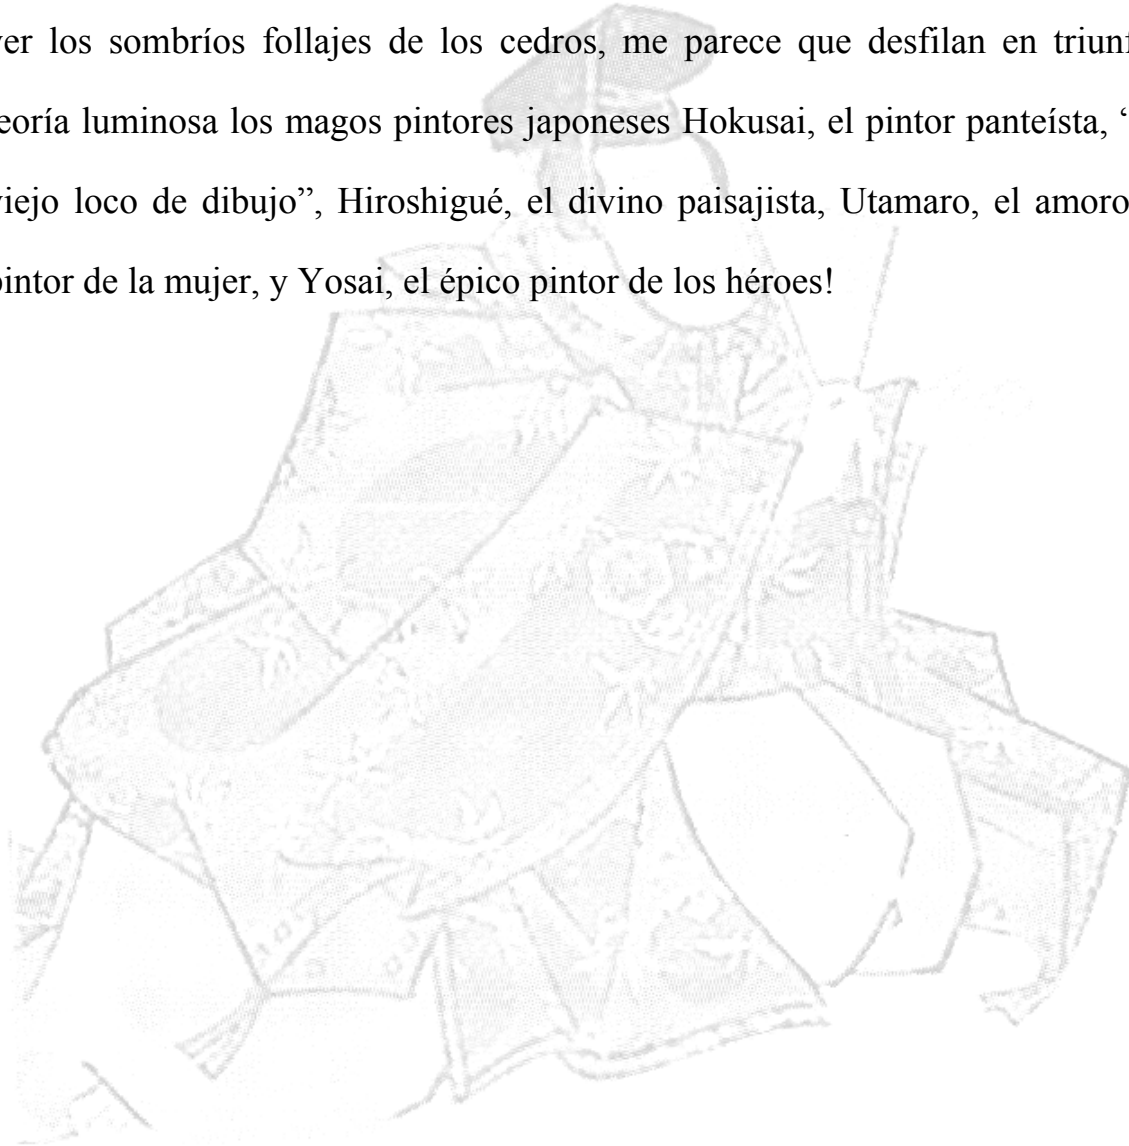 ver los sombríos follajes de los cedros, me parece que desfilan en triunf
eoría luminosa los magos pintores japoneses Hokusai, el pintor panteísta, “
viejo loco de dibujo”, Hiroshigué, el divino paisajista, Utamaro, el amoro
pintor de la mujer, y Yosai, el épico pintor de los héroes!